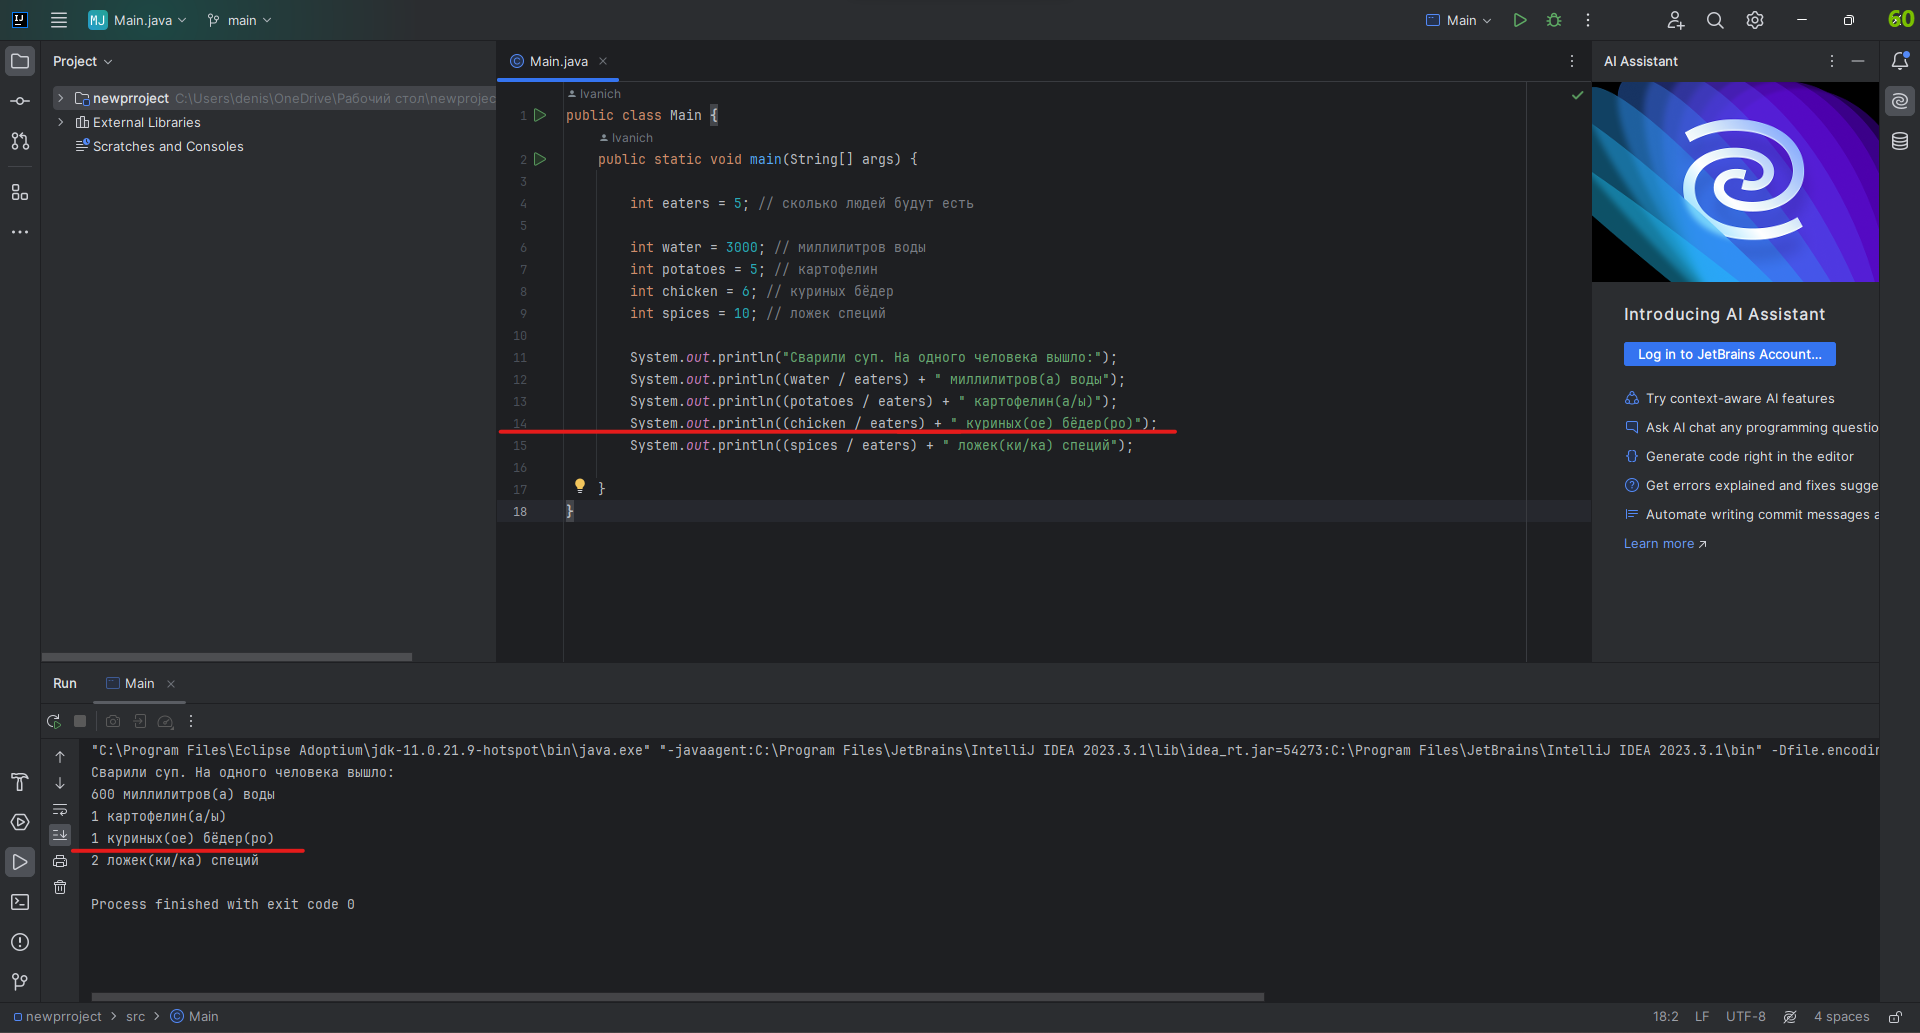 MJ Main.java main Main 60
Project
newprroject C:\Users\denis\OneDrive\Рабочий стол\newprojec
External Libraries
Scratches and Consoles
Main.java
Ivanich
1 public class Main {
Ivanich
2 public static void main(String[] args) {
3
4 int eaters = 5; // сколько людей будут есть
5
6 int water = 3000; // миллилитров воды
7 int potatoes = 5; // картофелин
8 int chicken = 6; // куриных бёдер
9 int spices = 10; // ложек специй
10
11 System.out.println("Сварили суп. На одного человека вышло:");
12 System.out.println((water / eaters) + " миллилитров(а) воды");
13 System.out.println((potatoes / eaters) + " картофелин(а/ы)");
14 System.out.println((chicken / eaters) + " куриных(ое) бёдер(ро)");
15 System.out.println((spices / eaters) + " ложек(ки/ка) специй");
16
17 }
18 }
AI Assistant
Introducing AI Assistant
Log in to JetBrains Account...
Try context-aware AI features
Ask AI chat any programming questio
Generate code right in the editor
Get errors explained and fixes sugge
Automate writing commit messages a
Learn more
Run Main
"C:\Program Files\Eclipse Adoptium\jdk-11.0.21.9-hotspot\bin\java.exe" "-javaagent:C:\Program Files\JetBrains\IntelliJ IDEA 2023.3.1\lib\idea_rt.jar=54273:C:\Program Files\JetBrains\IntelliJ IDEA 2023.3.1\bin" -Dfile.encodin
Сварили суп. На одного человека вышло:
600 миллилитров(а) воды
1 картофелин(а/ы)
1 куриных(ое) бёдер(ро)
2 ложек(ки/ка) специй
Process finished with exit code 0
newprroject > src > Main 18:2 LF UTF-8 4 spaces